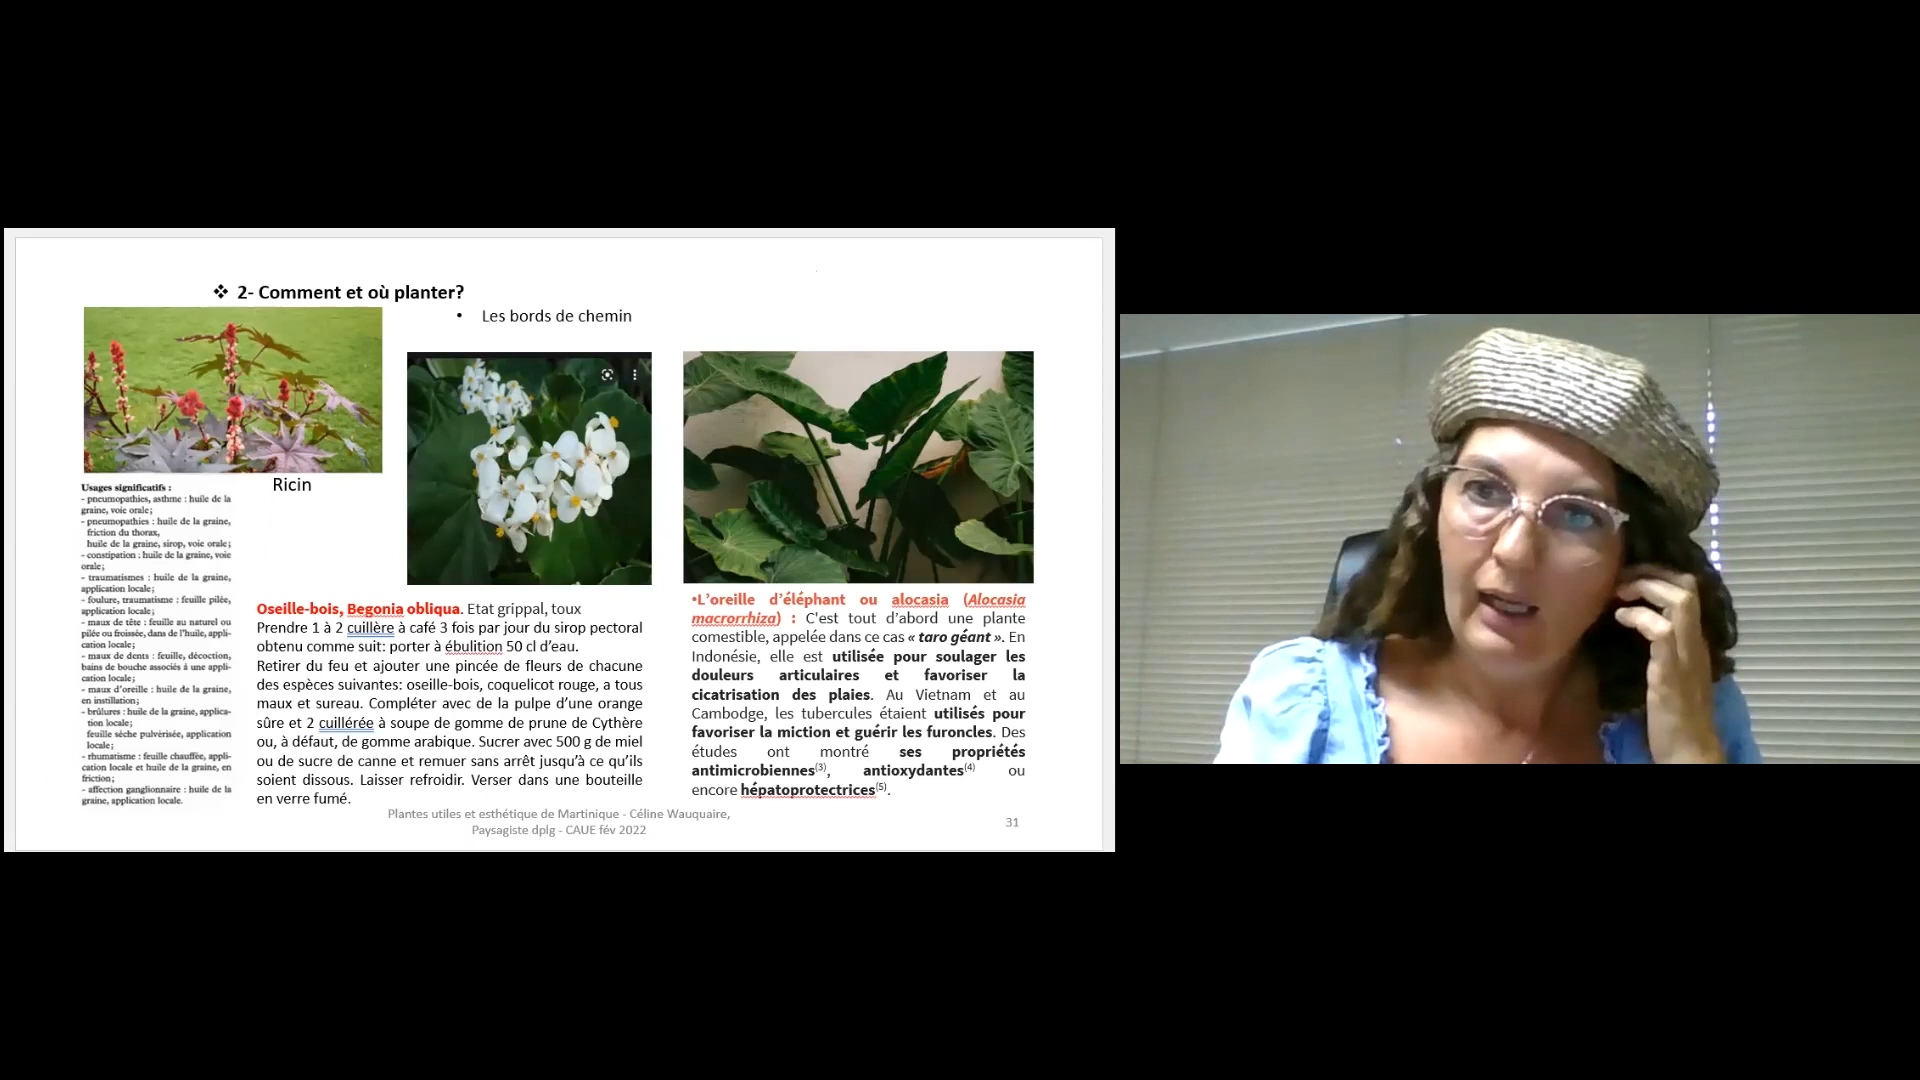 ❖ 2- Comment et où planter?
• Les bords de chemin
Ricin
Usages significatifs :
- pneumopathies, asthme : huile de la
graine, voie orale;
- pneumopathies : huile de la graine,
friction du thorax,
huile de la graine, sirop, voie orale;
- constipation : huile de la graine, voie
orale;
- traumatismes : huile de la graine,
application locale;
- foulure, traumatisme : feuille pilée,
application locale;
- maux de tête : feuille au naturel ou
pilée ou froissée, dans de l'huile, appli-
cation locale;
- maux de dents : feuille, décoction,
bains de bouche associés à une appli-
cation locale;
- maux d'oreille : huile de la graine,
en instillation;
- brûlures : huile de la graine, applica-
tion locale;
feuille sèche pulvérisée, application
locale;
- rhumatisme : feuille chauffée, appli-
cation locale et huile de la graine, en
friction;
- affection ganglionnaire : huile de la
graine, application locale.
Oseille-bois, Begonia obliqua. Etat grippal, toux
Prendre 1 à 2 cuillère à café 3 fois par jour du sirop pectoral
obtenu comme suit: porter à ébulition 50 cl d'eau.
Retirer du feu et ajouter une pincée de fleurs de chacune
des espèces suivantes: oseille-bois, coquelicot rouge, a tous
maux et sureau. Compléter avec de la pulpe d'une orange
sûre et 2 cuillérée à soupe de gomme de prune de Cythère
ou, à défaut, de gomme arabique. Sucrer avec 500 g de miel
ou de sucre de canne et remuer sans arrêt jusqu'à ce qu'ils
soient dissous. Laisser refroidir. Verser dans une bouteille
en verre fumé.
•L'oreille d'éléphant ou alocasia (Alocasia
macrorrhiza) : C'est tout d'abord une plante
comestible, appelée dans ce cas « taro géant ». En
Indonésie, elle est utilisée pour soulager les
douleurs articulaires et favoriser la
cicatrisation des plaies. Au Vietnam et au
Cambodge, les tubercules étaient utilisés pour
favoriser la miction et guérir les furoncles. Des
études ont montré ses propriétés
antimicrobiennes(3), antioxydantes(4) ou
encore hépatoprotectrices(5).
Plantes utiles et esthétique de Martinique - Céline Wauquaire,
Paysagiste dplg - CAUE fév 2022
31